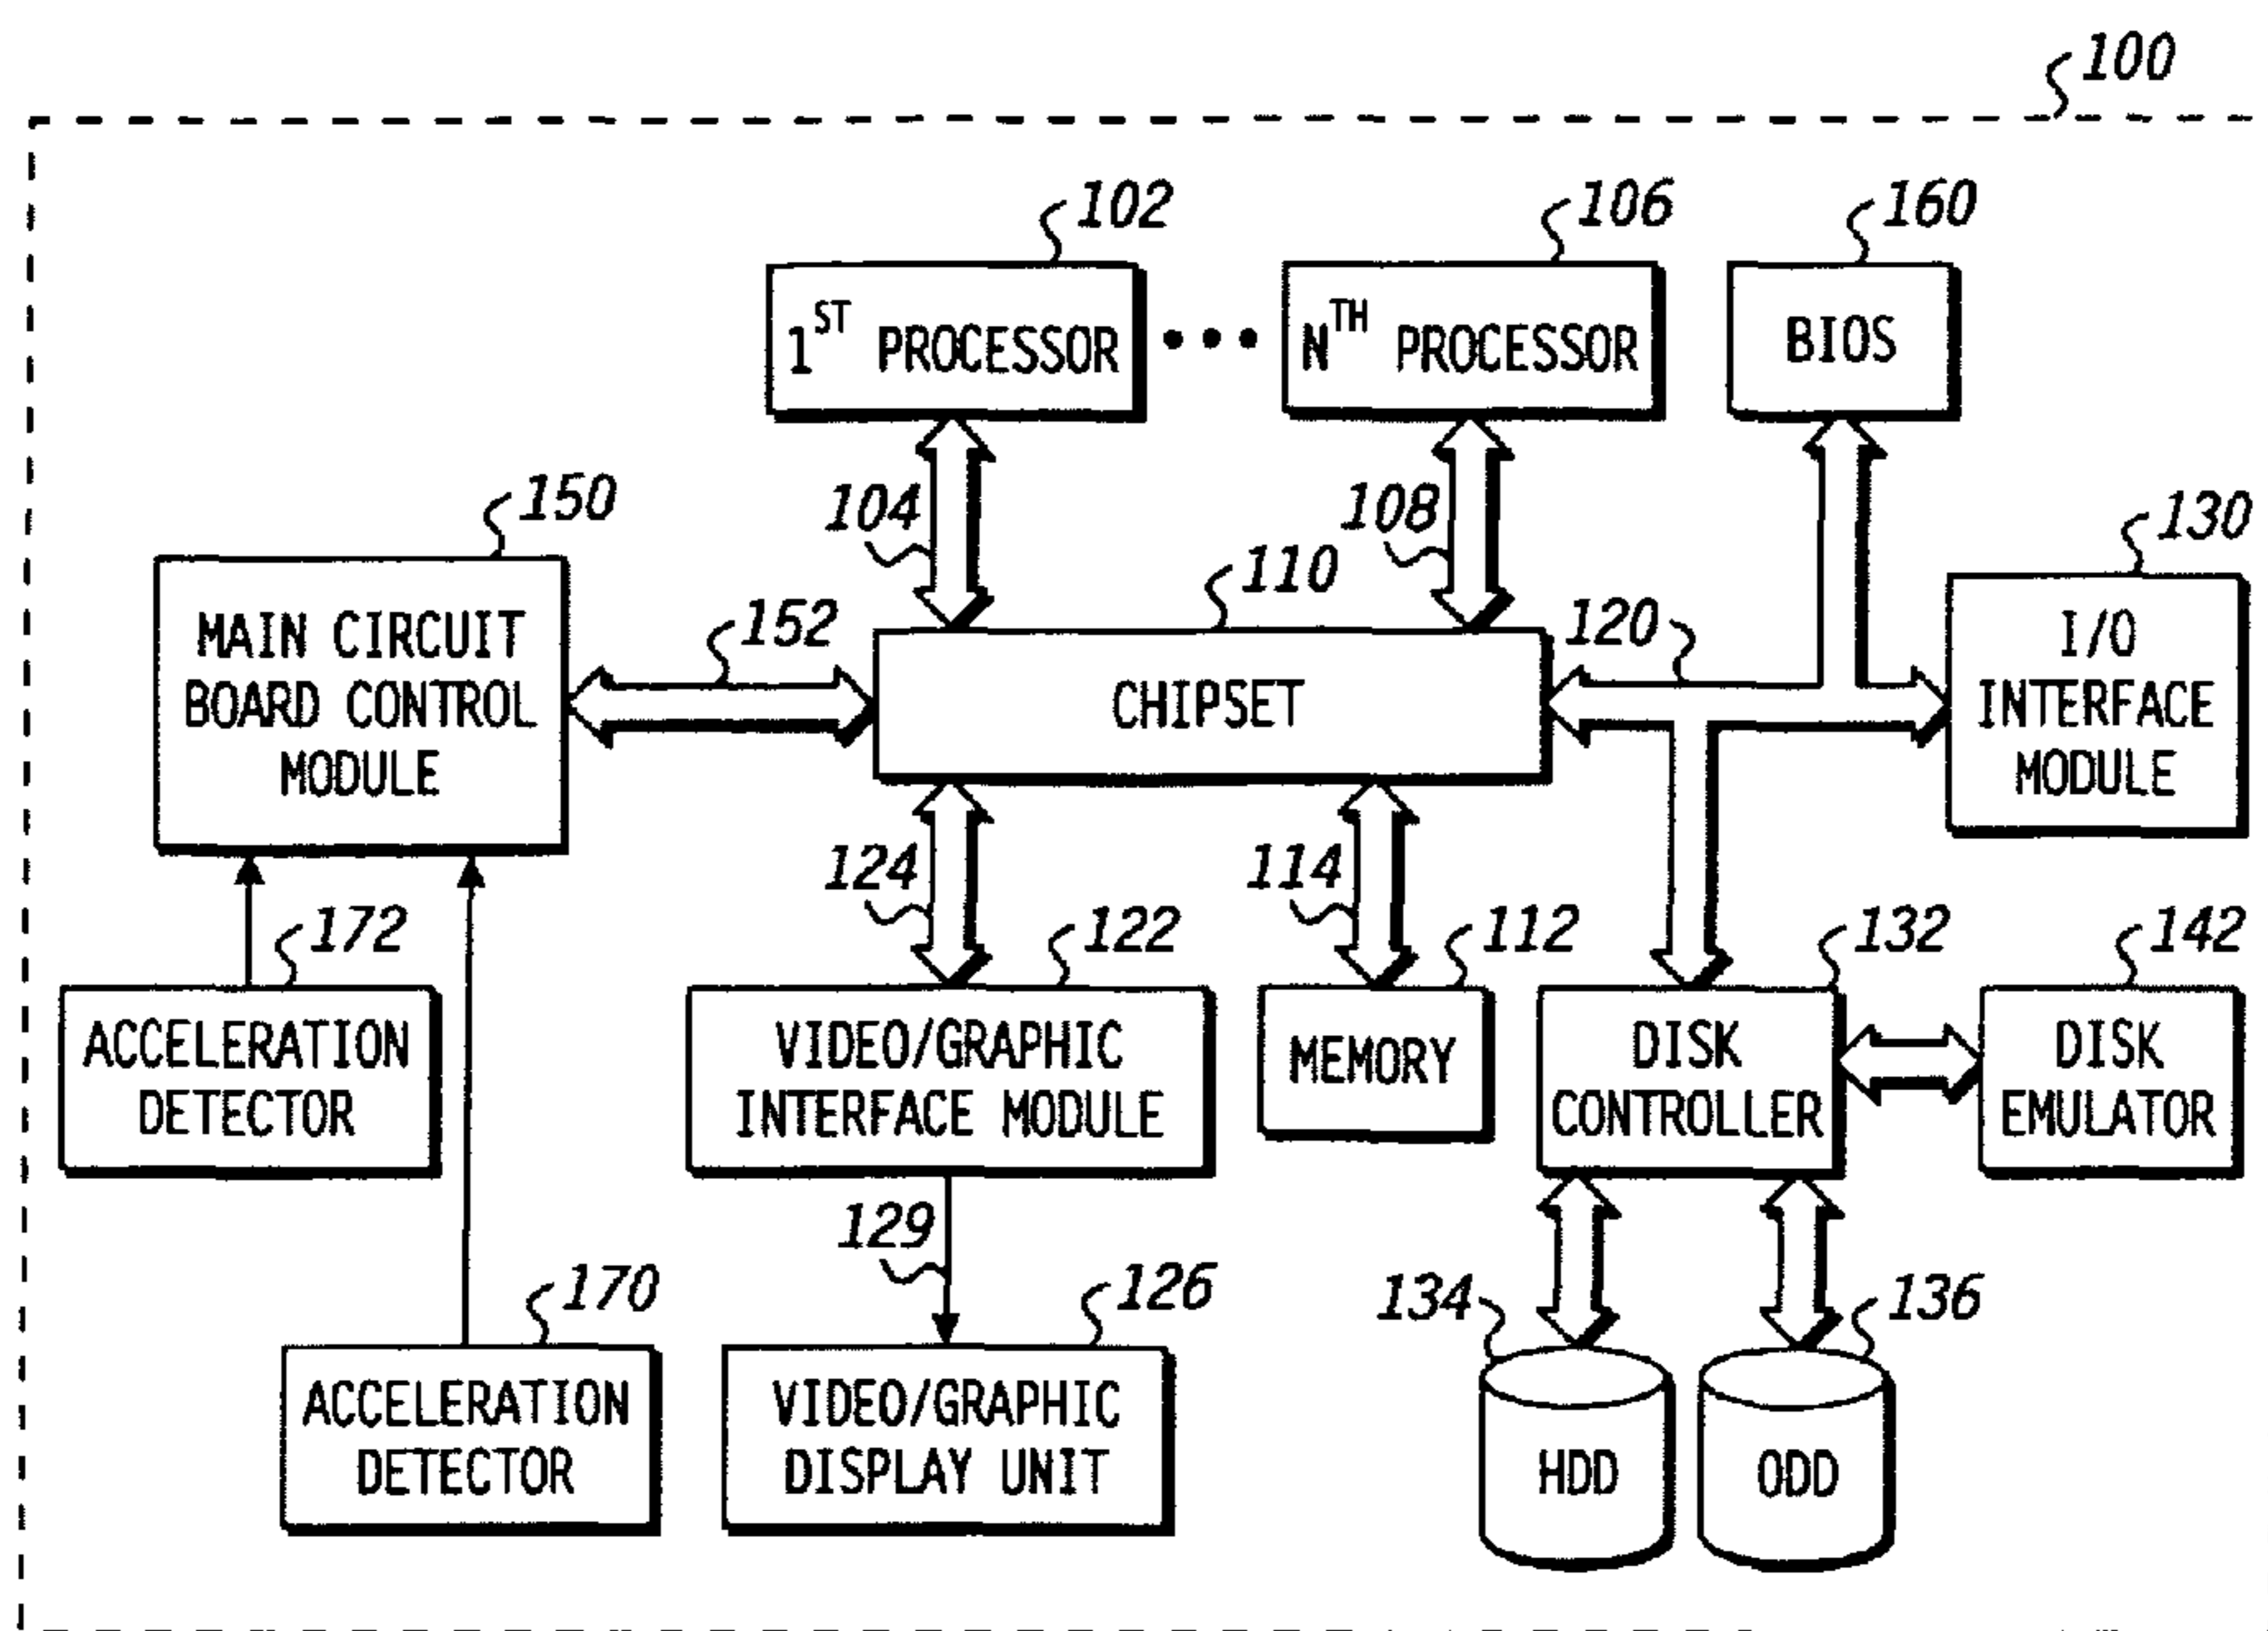 100
102
106
160
1ST PROCESSOR
NTH PROCESSOR
BIOS
150
104
108
130
110
MAIN CIRCUIT
BOARD CONTROL
MODULE
152
120
CHIPSET
I/O
INTERFACE
MODULE
124
114
172
122
112
132
142
ACCELERATION
DETECTOR
VIDEO/GRAPHIC
INTERFACE MODULE
MEMORY
DISK
CONTROLLER
DISK
EMULATOR
129
170
126
134
136
ACCELERATION
DETECTOR
VIDEO/GRAPHIC
DISPLAY UNIT
HDD
ODD